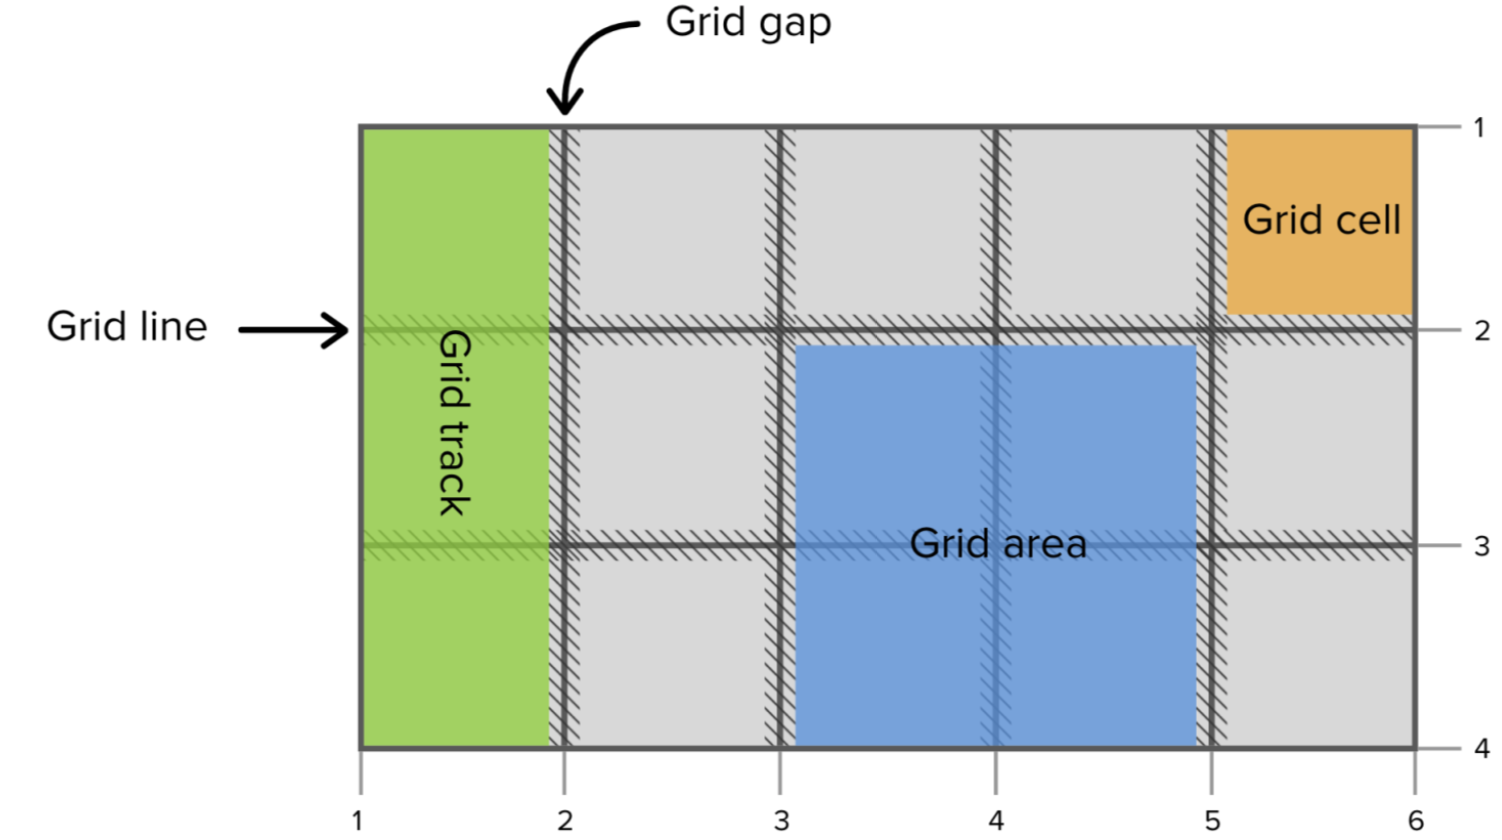 Grid gap
1
Grid cell
Grid line
2
Grid track
Grid area
3
4
1 2 3 4 5 6